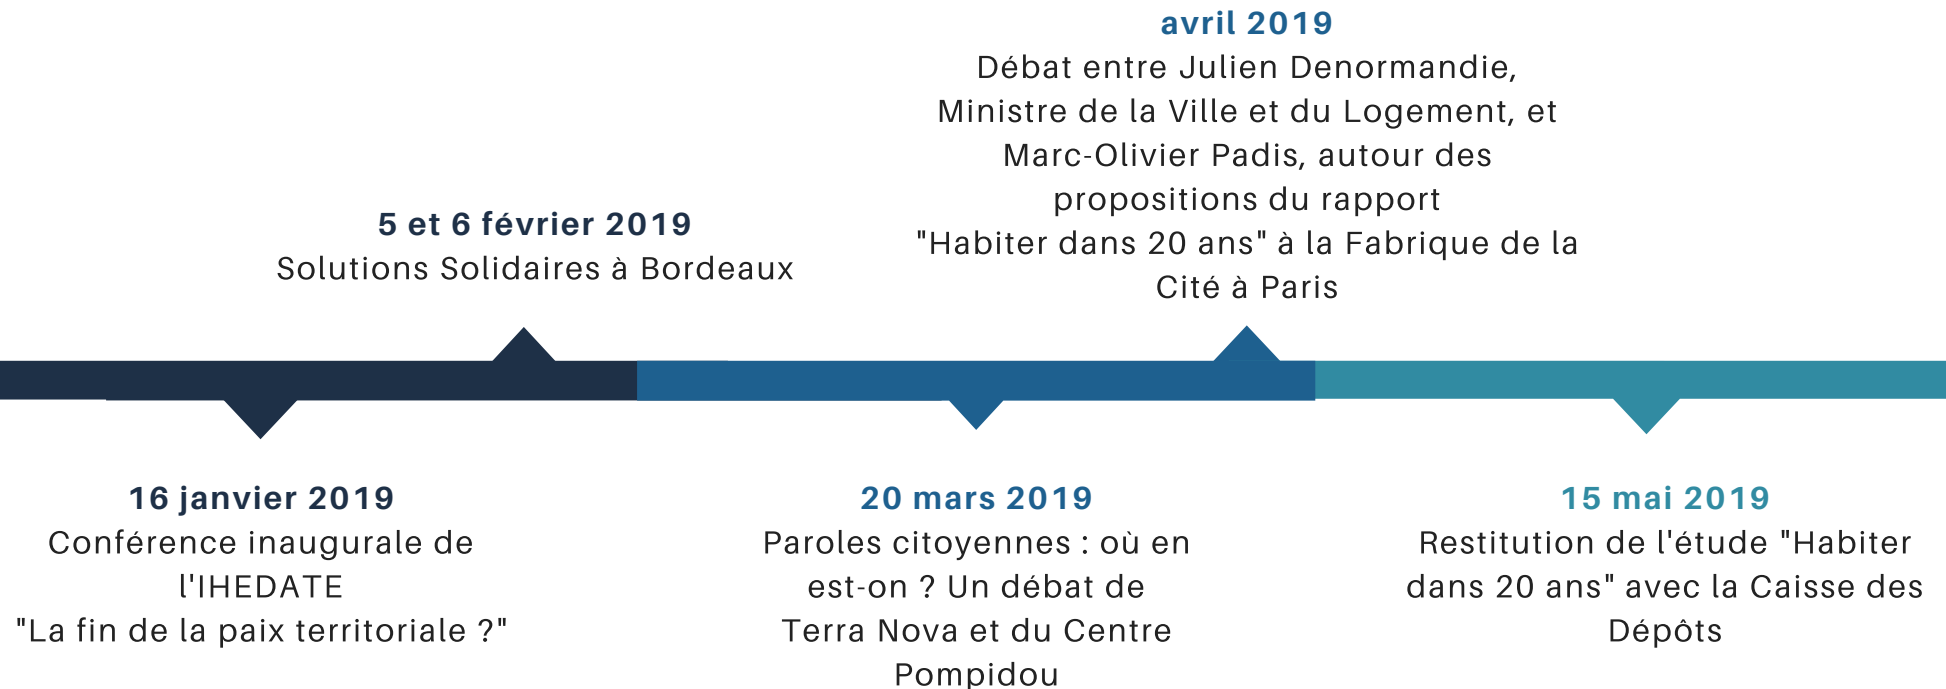 avril 2019
Débat entre Julien Denormandie,
Ministre de la Ville et du Logement, et
Marc-Olivier Padis, autour des
propositions du rapport
"Habiter dans 20 ans" à la Fabrique de la
Cité à Paris
5 et 6 février 2019
Solutions Solidaires à Bordeaux
16 janvier 2019
Conférence inaugurale de
l'IHEDATE
"La fin de la paix territoriale ?"
20 mars 2019
Paroles citoyennes : où en
est-on ? Un débat de
Terra Nova et du Centre
Pompidou
15 mai 2019
Restitution de l'étude "Habiter
dans 20 ans" avec la Caisse des
Dépôts